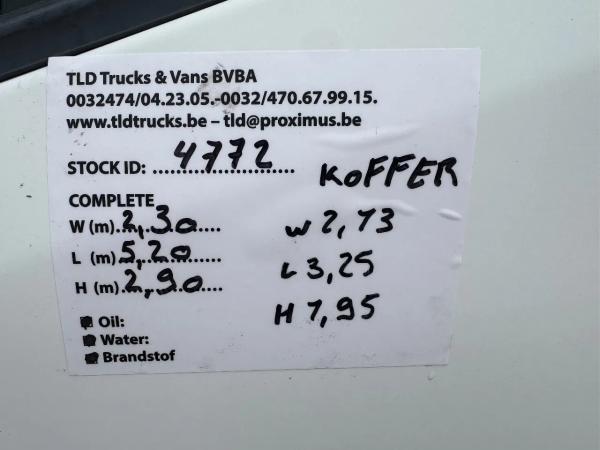 TLD Trucks & Vans BVBA
0032474/04.23.05.-0032/470.67.99.15.
www.tldtrucks.be – tld@proximus.be
STOCK ID: 4772
KOFFER
COMPLETE
W (m) 2,30
L (m) 5,20
H (m) 2,90
W 2,13
L 3,25
H 1,95
Oil:
Water:
Brandstof